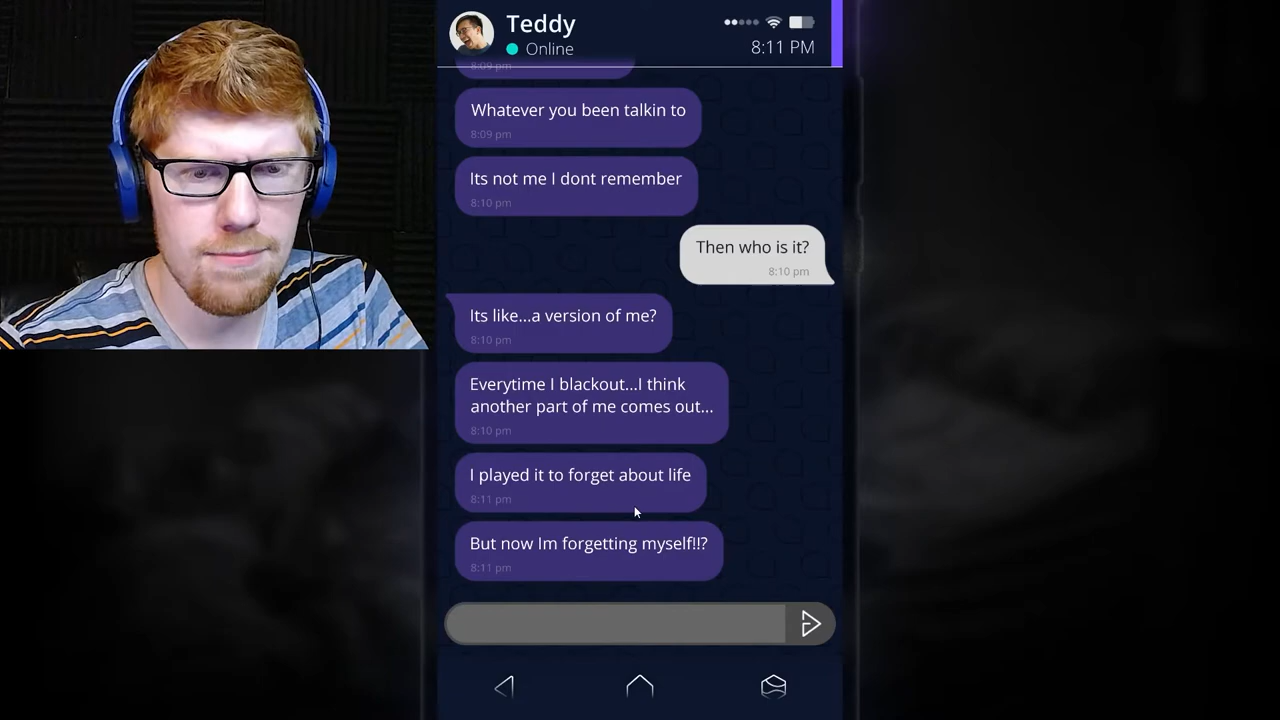 Teddy
Online
8:11 PM
8:09 pm
Whatever you been talkin to
8:09 pm
Its not me I dont remember
8:10 pm
Then who is it?
8:10 pm
Its like...a version of me?
8:10 pm
Everytime I blackout...I think
another part of me comes out...
8:10 pm
I played it to forget about life
8:11 pm
But now Im forgetting myself!!?
8:11 pm